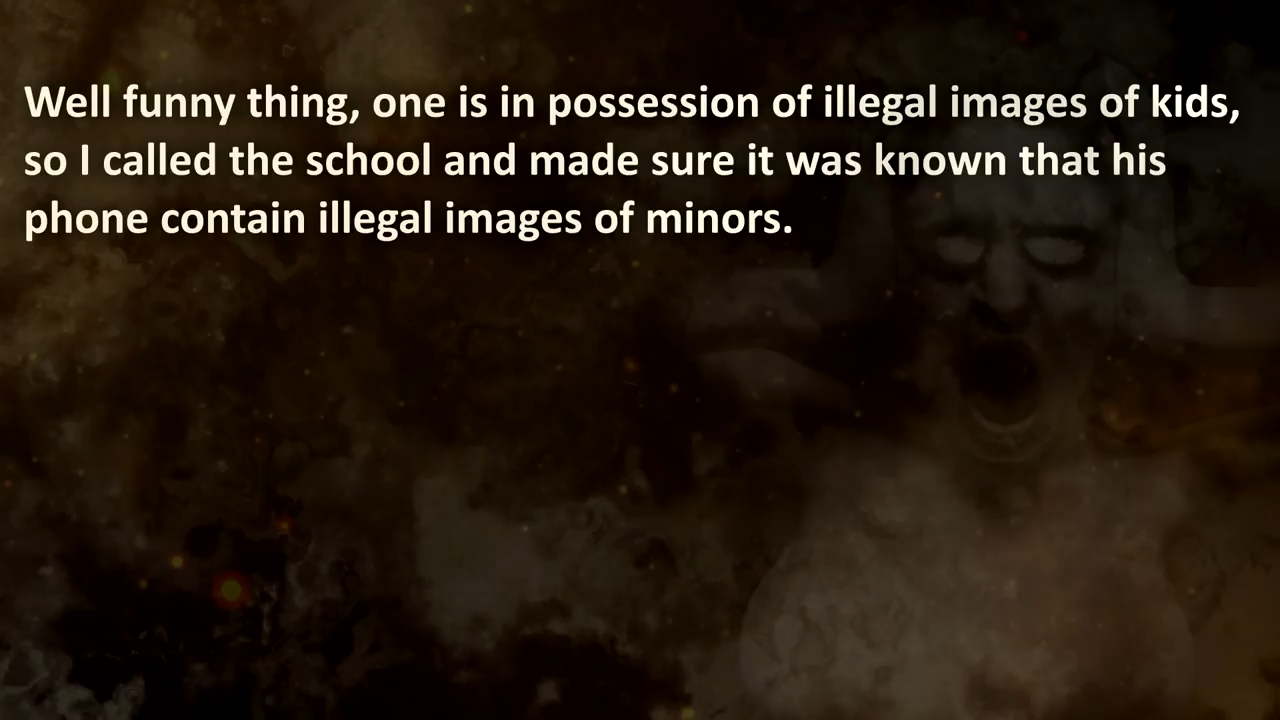 Well funny thing, one is in possession of illegal images of kids,
so I called the school and made sure it was known that his
phone contain illegal images of minors.